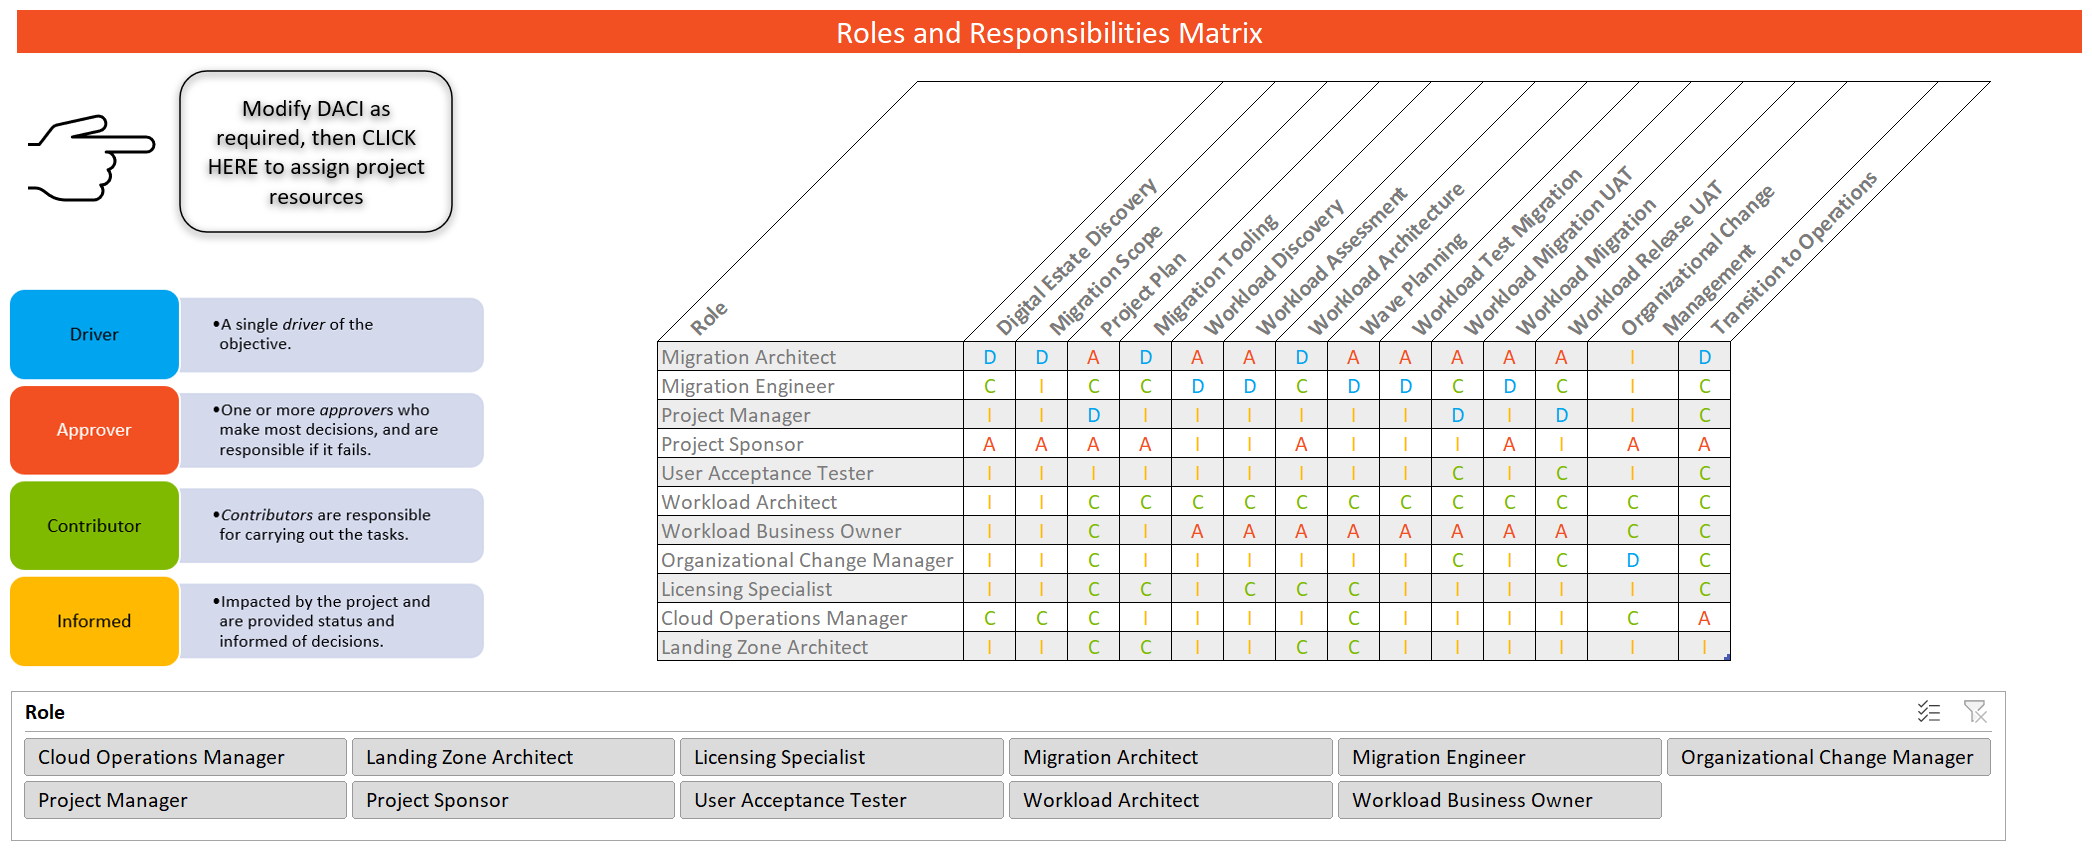 Roles and Responsibilities Matrix
Modify DACI as
required, then CLICK
HERE to assign project
resources
Driver
•A single driver of the
objective.
Approver
•One or more approvers who
make most decisions, and are
responsible if it fails.
Contributor
•Contributors are responsible
for carrying out the tasks.
Informed
•Impacted by the project and
are provided status and
informed of decisions.
Role
Digital Estate Discovery
Migration Scope
Project Plan
Migration Tooling
Workload Discovery
Workload Assessment
Workload Architecture
Wave Planning
Workload Test Migration
Workload Migration UAT
Workload Migration
Workload Release UAT
Organizational Change
Management
Transition to Operations
Migration Architect D D A D A A D A A A A A I D
Migration Engineer C I C C D D C D D C D C I C
Project Manager I I D I I I I I I D I D I C
Project Sponsor A A A A I I A I I I A I A A
User Acceptance Tester I I I I I I I I I C I C I C
Workload Architect I I C C C C C C C C C C C C
Workload Business Owner I I C I A A A A A A A A C C
Organizational Change Manager I I C I I I I I I C I C D C
Licensing Specialist I I C C I C C C I I I I I C
Cloud Operations Manager C C C I I I I C I I I I C A
Landing Zone Architect I I C C I I C C I I I I I I
Role
Cloud Operations Manager
Landing Zone Architect
Licensing Specialist
Migration Architect
Migration Engineer
Organizational Change Manager
Project Manager
Project Sponsor
User Acceptance Tester
Workload Architect
Workload Business Owner